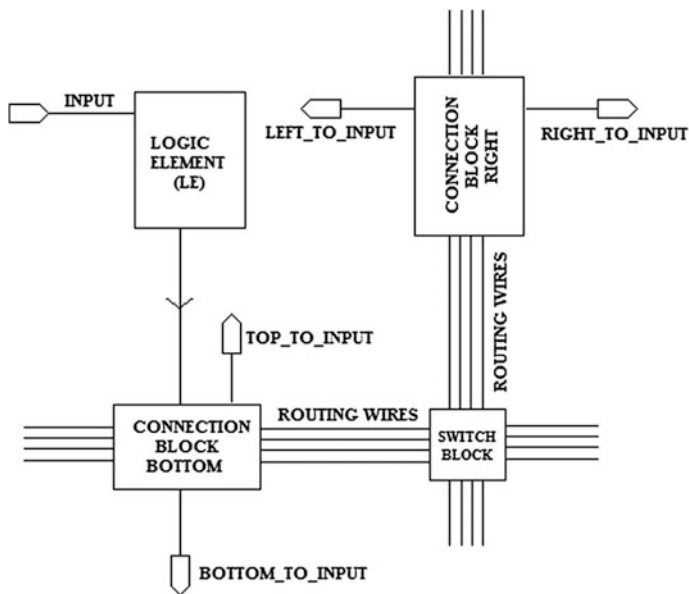 INPUT
LOGIC
ELEMENT
(LE)
LEFT_TO_INPUT
CONNECTION
BLOCK
RIGHT
RIGHT_TO_INPUT
ROUTING WIRES
TOP_TO_INPUT
CONNECTION
BLOCK
BOTTOM
ROUTING WIRES
SWITCH
BLOCK
BOTTOM_TO_INPUT